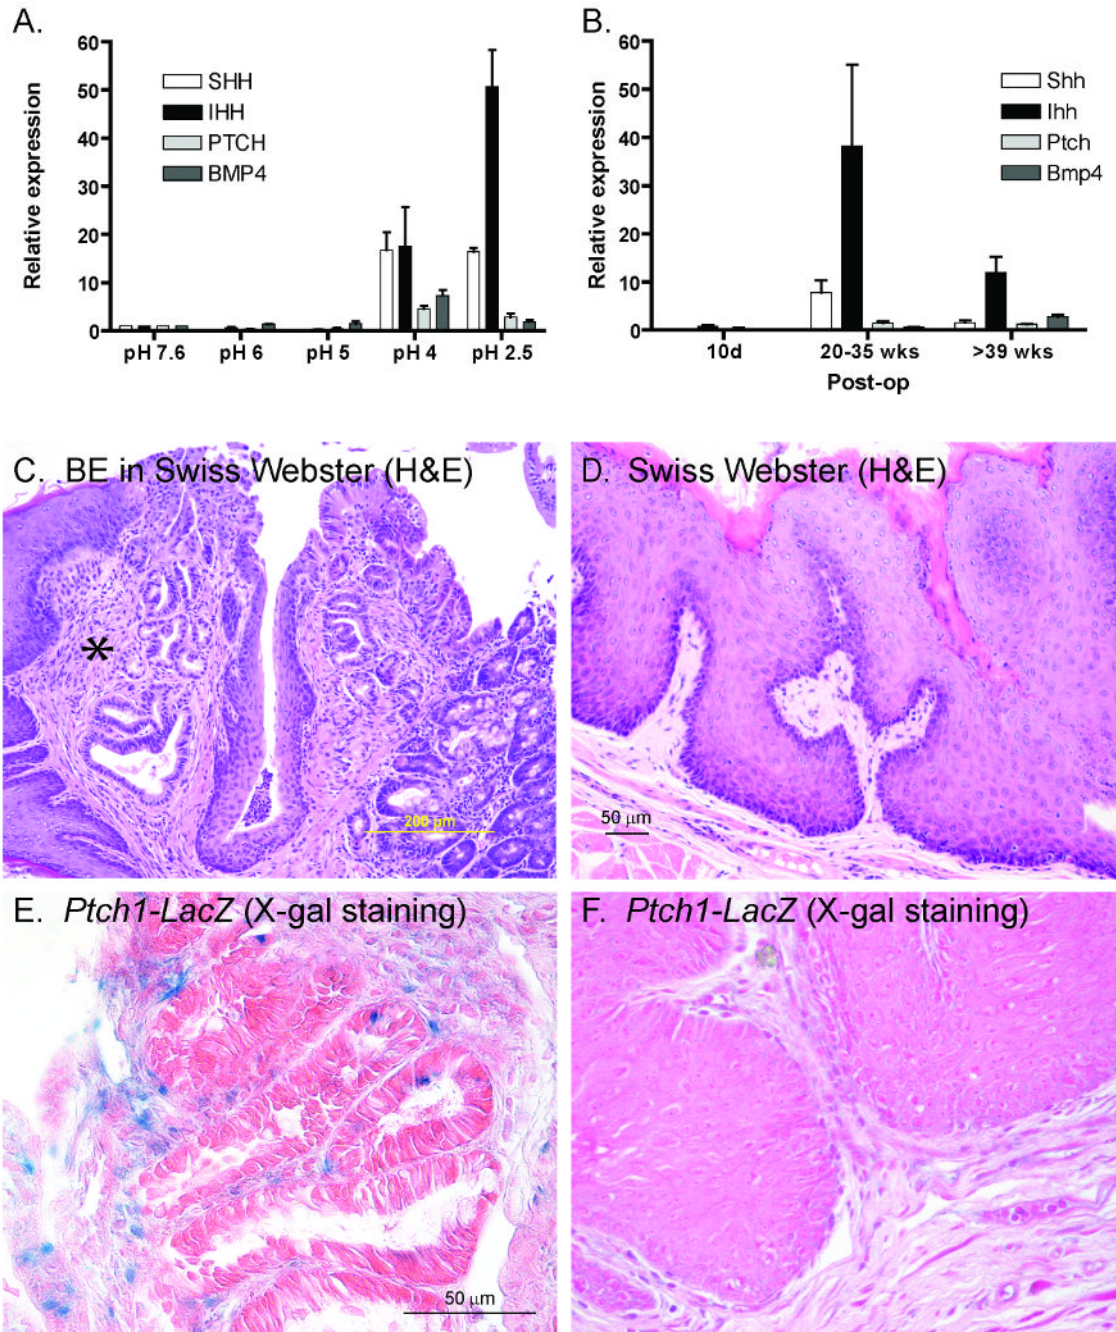 A.
60
50
40
30
20
10
0
Relative expression
SHH
IHH
PTCH
BMP4
pH 7.6 pH 6 pH 5 pH 4 pH 2.5
B.
60
50
40
30
20
10
0
Relative expression
Shh
Ihh
Ptch
Bmp4
10d 20-35 wks >39 wks
Post-op
C. BE in Swiss Webster (H&E)
*
200 μm
D. Swiss Webster (H&E)
50 μm
E. Ptch1-LacZ (X-gal staining)
50 μm
F. Ptch1-LacZ (X-gal staining)